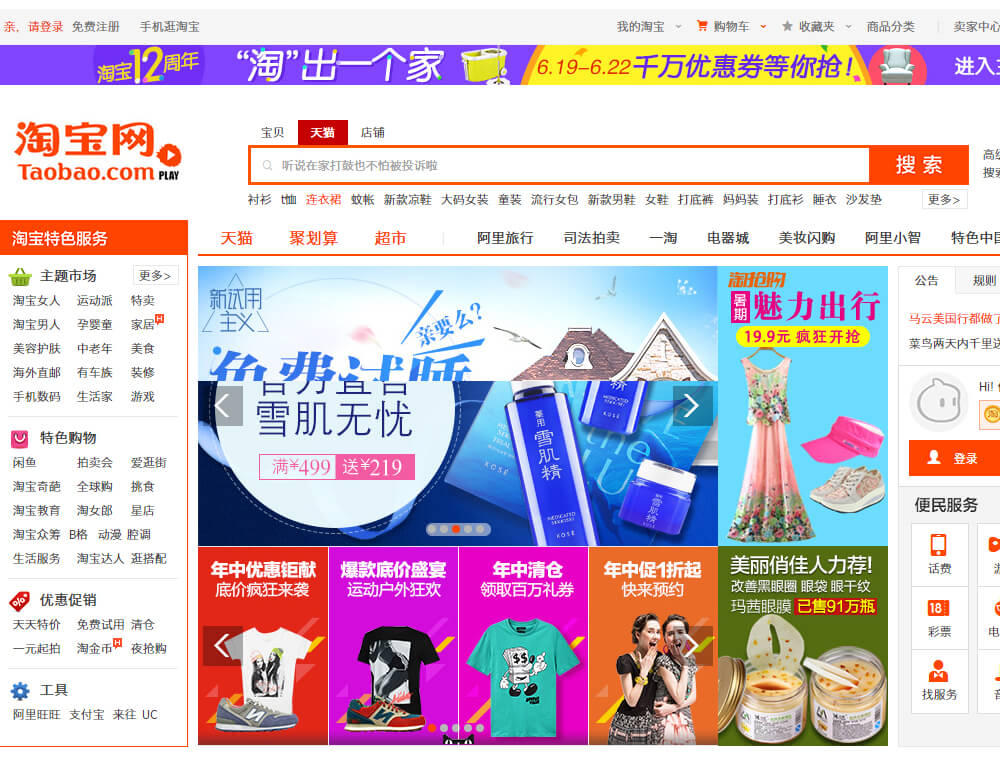 亲，请登录 免费注册 手机逛淘宝
我的淘宝 购物车 收藏夹 商品分类 卖家中心
淘宝12周年 “淘”出一个家 6.19-6.22千万优惠券等你抢！ 进入主
淘宝网
Taobao.com PLAY
宝贝 天猫 店铺
听说在家打鼓也不怕被投诉啦 搜索
高级
搜索
衬衫 t恤 连衣裙 蚊帐 新款凉鞋 大码女装 童装 流行女包 新款男鞋 女鞋 打底裤 妈妈装 打底衫 睡衣 沙发垫 更多>
淘宝特色服务
天猫 聚划算 超市 阿里旅行 司法拍卖 一淘 电器城 美妆闪购 阿里小智 特色中国
主题市场 更多>
淘宝女人 运动派 特卖
淘宝男人 孕婴童 家居H
美容护肤 中老年 美食
海外直邮 有车族 装修
手机数码 生活家 游戏
特色购物
闲鱼 拍卖会 爱逛街
淘宝奇葩 全球购 挑食
淘宝教育 淘女郎 星店
淘宝众筹 B格 动漫 腔调
生活服务 淘宝达人 逛搭配
优惠促销
天天特价 免费试用 清仓
一元起拍 淘金币H 夜抢购
工具
阿里旺旺 支付宝 来往 UC
新试用
主义
亲要么?
免费试睡
雪肌无忧
满¥499 送¥219
药用
雪肌精
MEDICATED
KOSÉ
KOSÉ
KOSÉ
雪肌精
淘抢购
暑期 魅力出行
19.9元 疯狂开抢
年中优惠钜献
底价疯狂来袭
爆款底价盛宴
运动户外狂欢
年中清仓
领取百万礼券
年中促1折起
快来预约
美丽俏佳人力荐!
改善黑眼圈 眼袋 眼干纹
玛茜眼膜 已售91万瓶
公告 规则
马云美国行都做了
菜鸟两天内千里送
Hi! 你
淘
登录
便民服务
话费 游
18
彩票 电
找服务 音